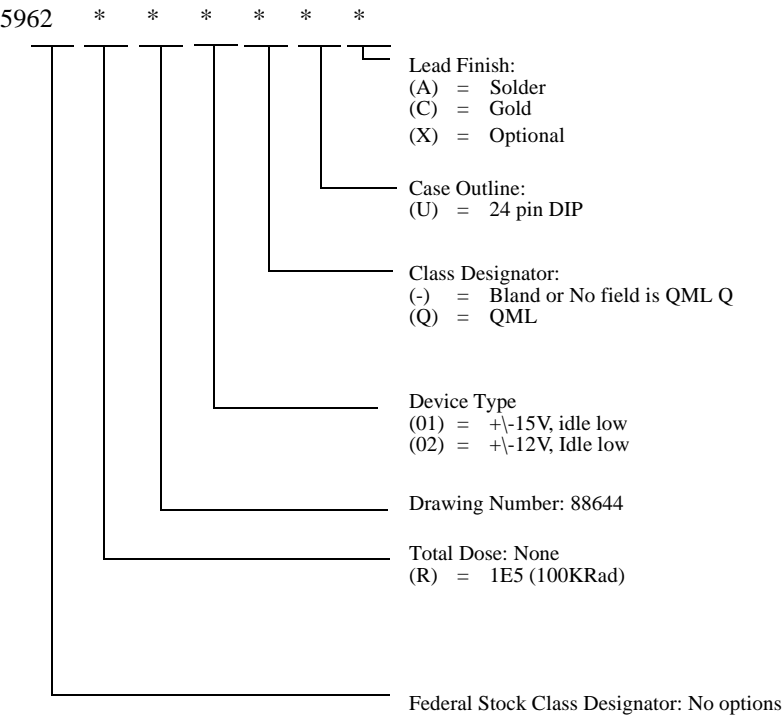 5962 * * * * * *
Lead Finish:
(A) = Solder
(C) = Gold
(X) = Optional
Case Outline:
(U) = 24 pin DIP
Class Designator:
(-) = Bland or No field is QML Q
(Q) = QML
Device Type
(01) = +\-15V, idle low
(02) = +\-12V, Idle low
Drawing Number: 88644
Total Dose: None
(R) = 1E5 (100KRad)
Federal Stock Class Designator: No options